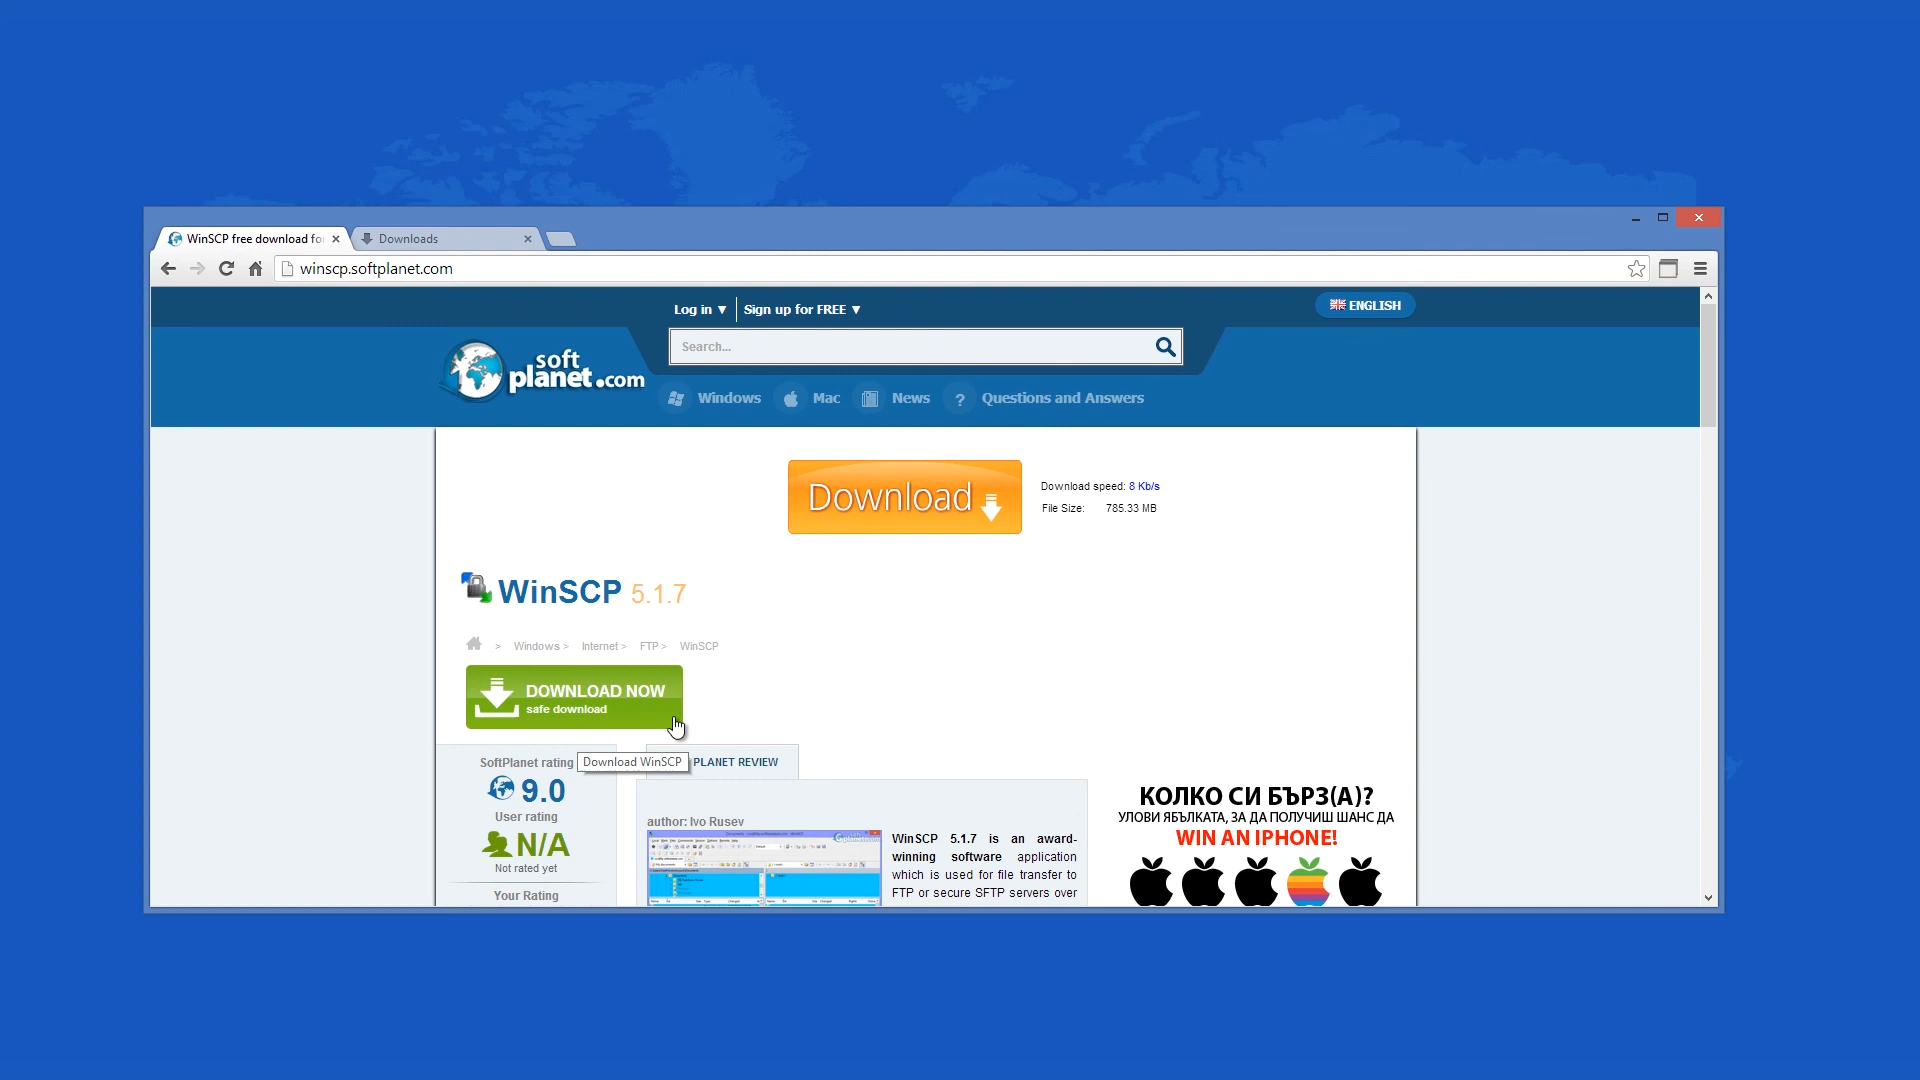 WinSCP free download fo
Downloads
winscp.softplanet.com
Log in ▼
Sign up for FREE ▼
ENGLISH
Search...
soft
planet.com
Windows
Mac
News
? Questions and Answers
Download
Download speed: 8 Kb/s
File Size: 785.33 MB
WinSCP 5.1.7
> Windows > Internet > FTP > WinSCP
DOWNLOAD NOW
safe download
SoftPlanet rating
Download WinSCP
PLANET REVIEW
9.0
User rating
N/A
Not rated yet
Your Rating
author: Ivo Rusev
WinSCP 5.1.7 is an award-
winning software application
which is used for file transfer to
FTP or secure SFTP servers over
КОЛКО СИ БЪРЗ(А)?
УЛОВИ ЯБЪЛКАТА, ЗА ДА ПОЛУЧИШ ШАНС ДА
WIN AN IPHONE!